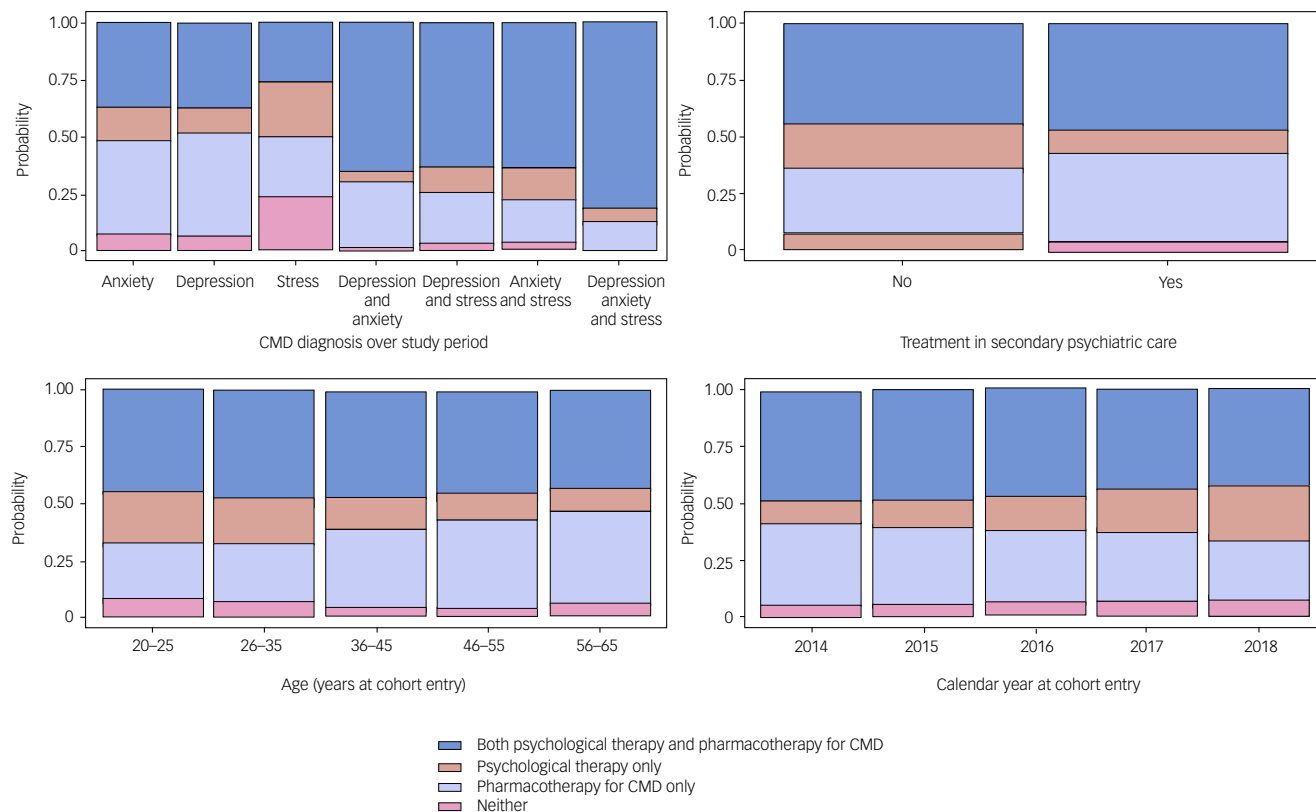 1.00
0.75
0.50
0.25
0
Probability
Anxiety
Depression
Stress
Depression
and
anxiety
Depression
and stress
Anxiety
and stress
Depression
anxiety
and stress
CMD diagnosis over study period
1.00
0.75
0.50
0.25
0
Probability
No
Yes
Treatment in secondary psychiatric care
1.00
0.75
0.50
0.25
0
Probability
20–25
26–35
36–45
46–55
56–65
Age (years at cohort entry)
1.00
0.75
0.50
0.25
0
Probability
2014
2015
2016
2017
2018
Calendar year at cohort entry
Both psychological therapy and pharmacotherapy for CMD
Psychological therapy only
Pharmacotherapy for CMD only
Neither